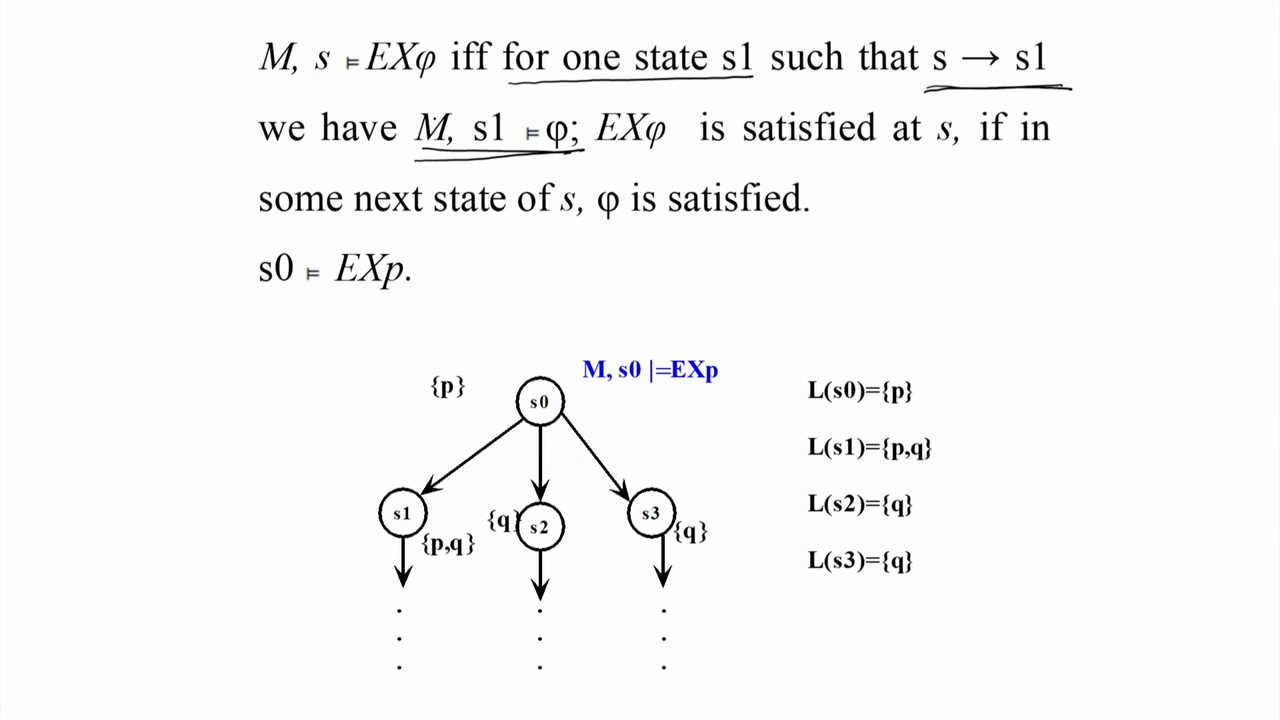 M, s ⊨ EXφ iff for one state s1 such that s → s1
we have M, s1 ⊨ φ; EXφ is satisfied at s, if in
some next state of s, φ is satisfied.
s0 ⊨ EXp.
M, s0 |=EXp
{p}
s0
L(s0)={p}
L(s1)={p,q}
L(s2)={q}
L(s3)={q}
s1
{p,q}
{q}
s2
s3
{q}